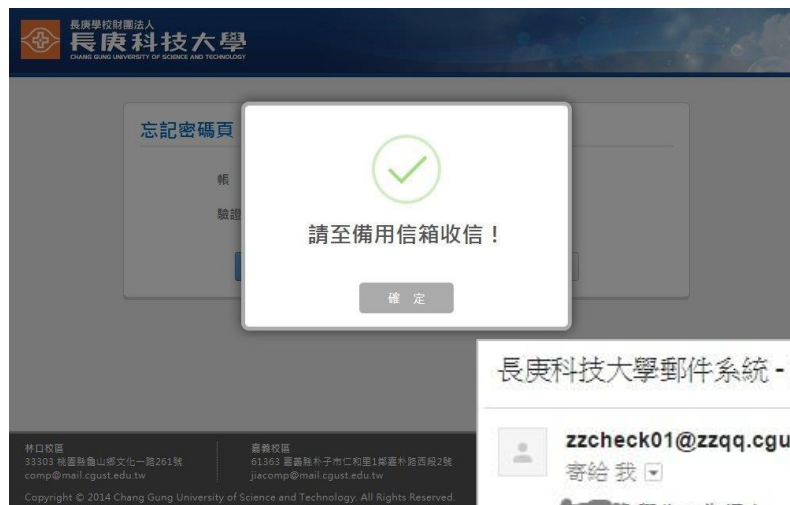 長庚學校財團法人
長庚科技大學
CHANG GUNG UNIVERSITY OF SCIENCE AND TECHNOLOGY
忘記密碼頁
帳
驗證
請至備用信箱收信！
確 定
長庚科技大學郵件系統 -
zzcheck01@zzqq.cgu
寄給 我
林口校區
33303 桃園縣龜山鄉文化一路261號
comp@mail.cgust.edu.tw
嘉義校區
61363 嘉義縣朴子市仁和里1鄰嘉朴路西段2號
jiacomp@mail.cgust.edu.tw
Copyright © 2014 Chang Gung University of Science and Technology. All Rights Reserved.